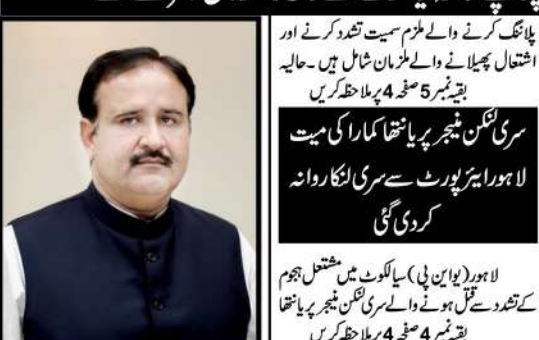 پلاننگ کرنے والے ملزم سمیت تشدد کرنے اور
اشتعال پھیلانے والے ملزمان شامل ہیں۔ حالیہ
بقیہ نمبر 5 صفحہ 4 پر ملاحظہ کریں
سری لنکن منیجر پریانتھا کمارا کی میت
لاہور ایئرپورٹ سے سری لنکا روانہ
کردی گئی
لاہور (یو این پی) سیالکوٹ میں مشتعل ہجوم
کے تشدد سے قتل ہونے والے سری لنکن منیجر پریانتھا
بقیہ نمبر 4 صفحہ 4 پر ملاحظہ کریں